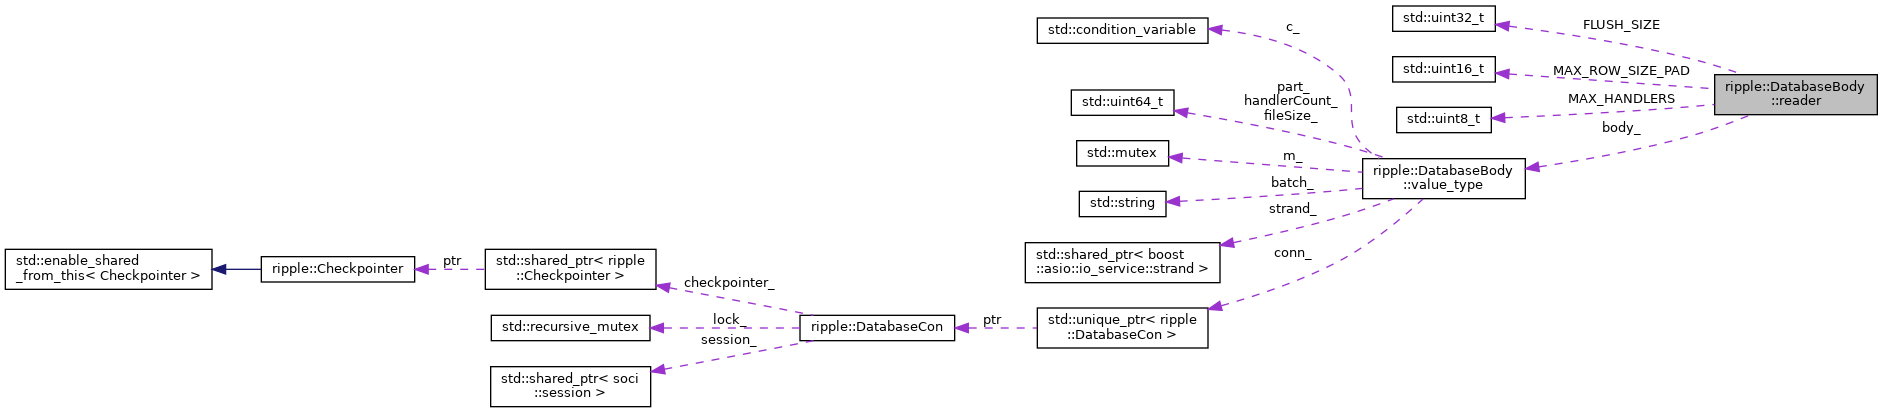 std::uint32_t
FLUSH_SIZE
std::condition_variable
c_
std::uint16_t
MAX_ROW_SIZE_PAD
ripple::DatabaseBody
::reader
std::uint64_t
part_
handlerCount_
fileSize_
std::uint8_t
MAX_HANDLERS
body_
std::mutex
m_
ripple::DatabaseBody
::value_type
std::string
batch_
strand_
std::shared_ptr< boost
::asio::io_service::strand >
conn_
std::enable_shared
_from_this< Checkpointer >
ripple::Checkpointer
ptr
std::shared_ptr< ripple
::Checkpointer >
checkpointer_
std::recursive_mutex
lock_
session_
ripple::DatabaseCon
ptr
std::unique_ptr< ripple
::DatabaseCon >
std::shared_ptr< soci
::session >